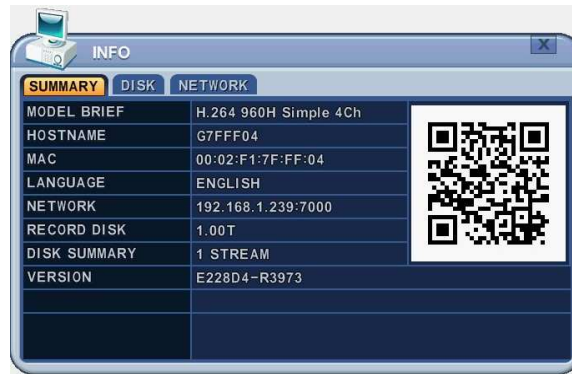 INFO
X
SUMMARY DISK NETWORK
MODEL BRIEF H.264 960H Simple 4Ch
HOSTNAME G7FFF04
MAC 00:02:F1:7F:FF:04
LANGUAGE ENGLISH
NETWORK 192.168.1.239:7000
RECORD DISK 1.00T
DISK SUMMARY 1 STREAM
VERSION E228D4-R3973